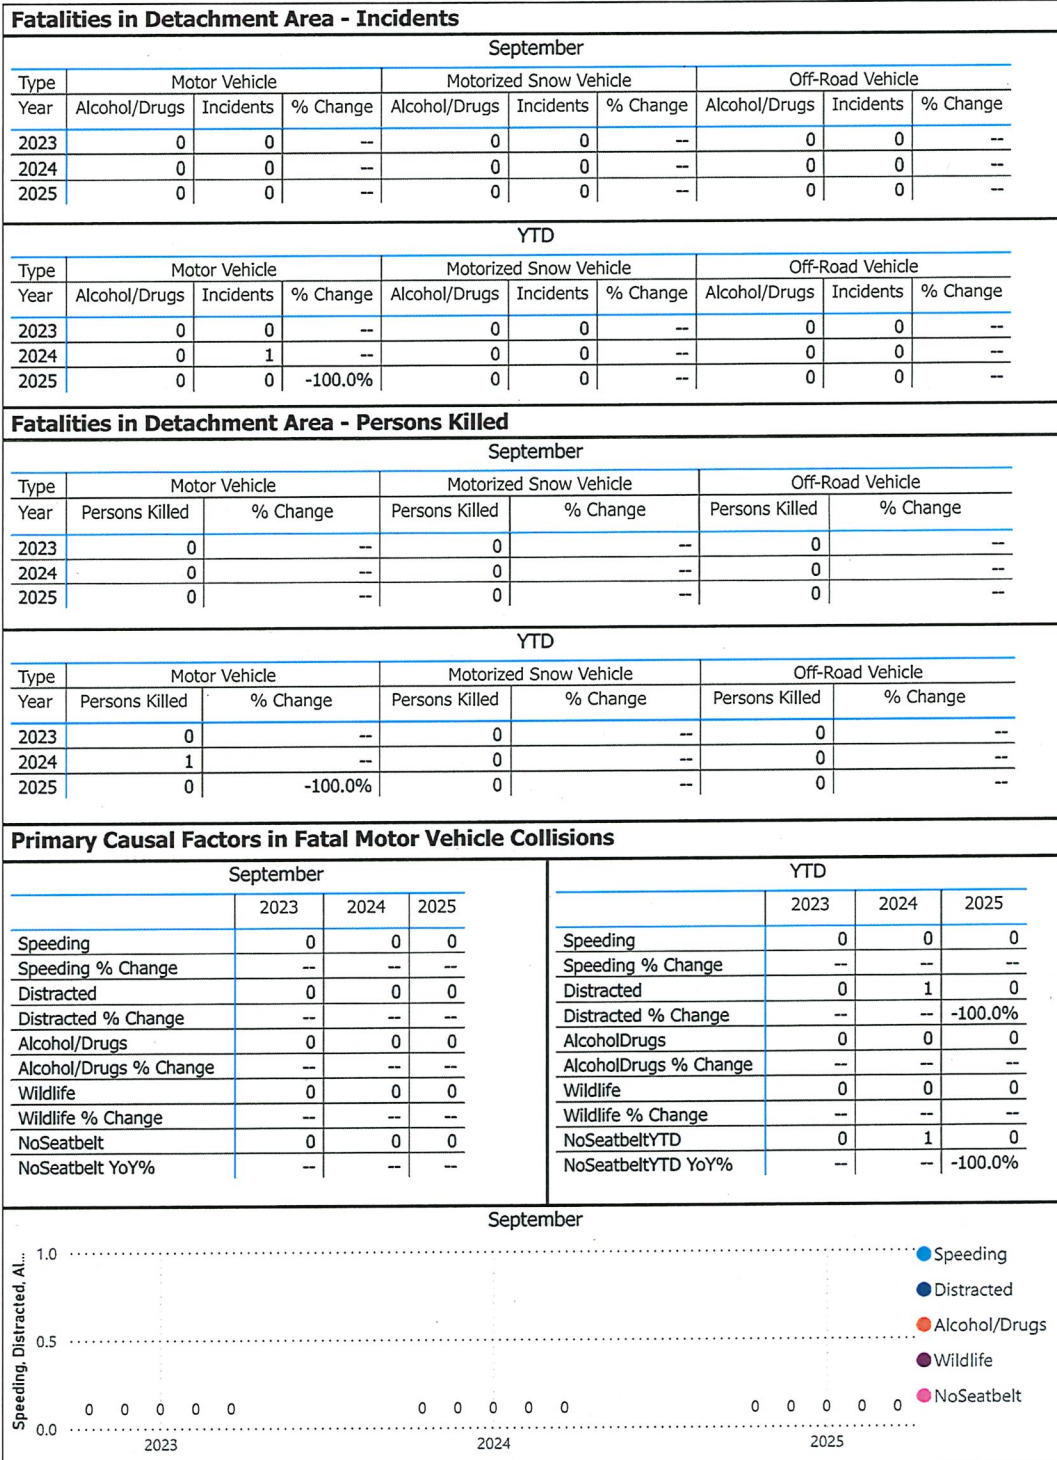 Fatalities in Detachment Area - Incidents
September
Type Motor Vehicle Motorized Snow Vehicle Off-Road Vehicle
Year Alcohol/Drugs Incidents % Change Alcohol/Drugs Incidents % Change Alcohol/Drugs Incidents % Change
2023 0 0 -- 0 0 -- 0 0 --
2024 0 0 -- 0 0 -- 0 0 --
2025 0 0 -- 0 0 -- 0 0 --
YTD
Type Motor Vehicle Motorized Snow Vehicle Off-Road Vehicle
Year Alcohol/Drugs Incidents % Change Alcohol/Drugs Incidents % Change Alcohol/Drugs Incidents % Change
2023 0 0 -- 0 0 -- 0 0 --
2024 0 1 -- 0 0 -- 0 0 --
2025 0 0 -100.0% 0 0 -- 0 0 --
Fatalities in Detachment Area - Persons Killed
September
Type Motor Vehicle Motorized Snow Vehicle Off-Road Vehicle
Year Persons Killed % Change Persons Killed % Change Persons Killed % Change
2023 0 -- 0 -- 0 --
2024 0 -- 0 -- 0 --
2025 0 -- 0 -- 0 --
YTD
Type Motor Vehicle Motorized Snow Vehicle Off-Road Vehicle
Year Persons Killed % Change Persons Killed % Change Persons Killed % Change
2023 0 -- 0 -- 0 --
2024 1 -- 0 -- 0 --
2025 0 -100.0% 0 -- 0 --
Primary Causal Factors in Fatal Motor Vehicle Collisions
September
2023 2024 2025
Speeding 0 0 0
Speeding % Change -- -- --
Distracted 0 0 0
Distracted % Change -- -- --
Alcohol/Drugs 0 0 0
Alcohol/Drugs % Change -- -- --
Wildlife 0 0 0
Wildlife % Change -- -- --
NoSeatbelt 0 0 0
NoSeatbelt YoY% -- -- --
YTD
2023 2024 2025
Speeding 0 0 0
Speeding % Change -- -- --
Distracted 0 1 0
Distracted % Change -- -- -100.0%
AlcoholDrugs 0 0 0
AlcoholDrugs % Change -- -- --
Wildlife 0 0 0
Wildlife % Change -- -- --
NoSeatbeltYTD 0 1 0
NoSeatbeltYTD YoY% -- -- -100.0%
September
Speeding, Distracted, Al...
1.0
0.5
0.0
0 0 0 0 0 0 0 0 0 0 0 0 0 0 0
2023 2024 2025
Speeding
Distracted
Alcohol/Drugs
Wildlife
NoSeatbelt